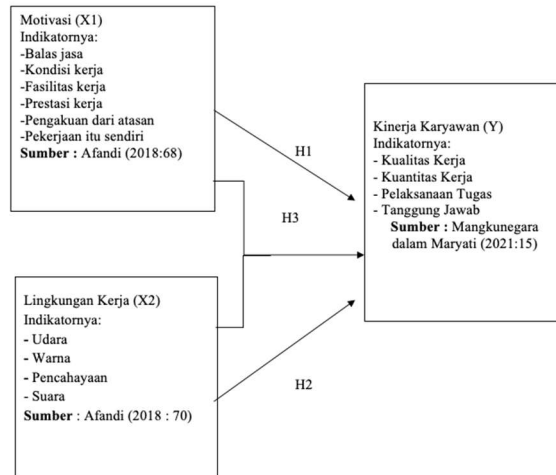 Motivasi (X1)
Indikatornya:
-Balas jasa
-Kondisi kerja
-Fasilitas kerja
-Prestasi kerja
-Pengakuan dari atasan
-Pekerjaan itu sendiri
Sumber : Afandi (2018:68)
H1
Kinerja Karyawan (Y)
Indikatornya:
- Kualitas Kerja
- Kuantitas Kerja
- Pelaksanaan Tugas
- Tanggung Jawab
Sumber : Mangkunegara
dalam Maryati (2021:15)
H3
Lingkungan Kerja (X2)
Indikatornya:
- Udara
- Warna
- Pencahayaan
- Suara
Sumber : Afandi (2018 : 70)
H2